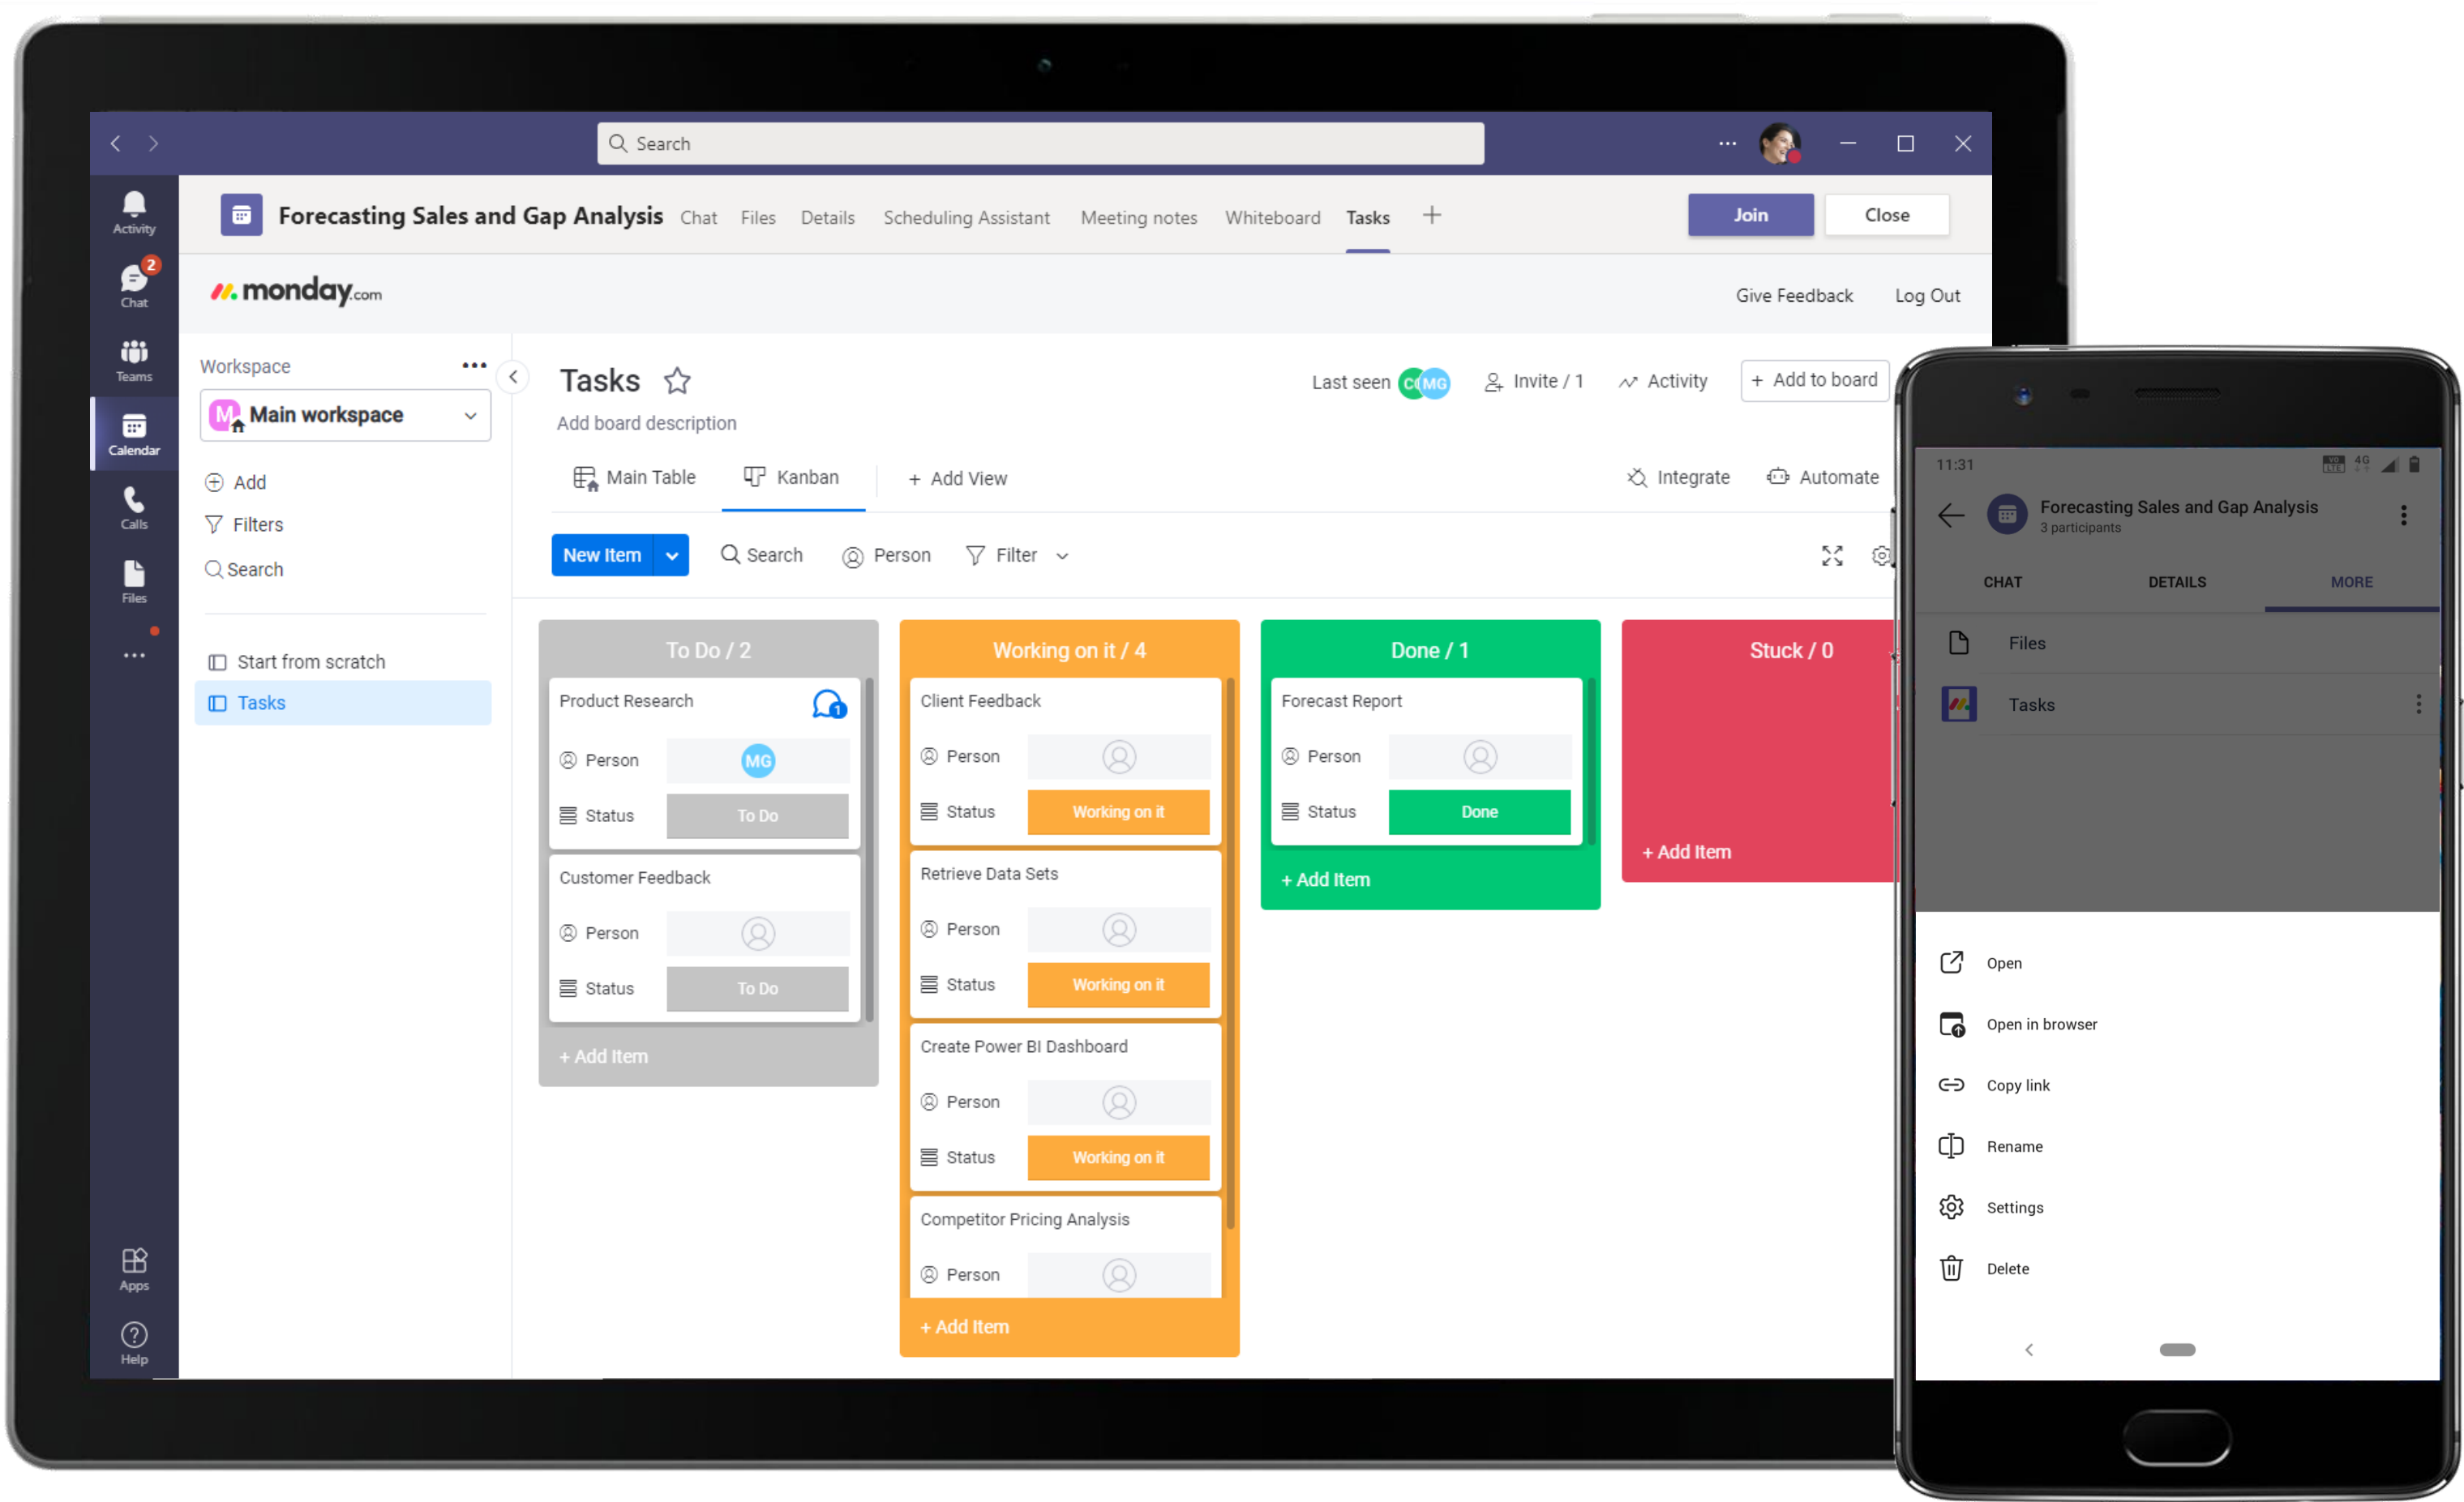 Search
Activity
2
Chat
Teams
Calendar
Calls
Files
Apps
Help
Forecasting Sales and Gap Analysis Chat Files Details Scheduling Assistant Meeting notes Whiteboard Tasks + Join Close
monday.com
Give Feedback Log Out
Workspace
M Main workspace
Add
Filters
Search
Start from scratch
Tasks
Tasks
Last seen MG Invite / 1 Activity + Add to board
Add board description
Main Table Kanban + Add View Integrate Automate
New Item Search Person Filter
To Do / 2
Product Research 1
Person MG
Status To Do
Customer Feedback
Person
Status To Do
+ Add Item
Working on it / 4
Client Feedback
Person
Status Working on it
Retrieve Data Sets
Person
Status Working on it
Create Power BI Dashboard
Person
Status Working on it
Competitor Pricing Analysis
Person
+ Add Item
Done / 1
Forecast Report
Person
Status Done
+ Add Item
Stuck / 0
+ Add Item
11:31 VO LTE 4G
Forecasting Sales and Gap Analysis
3 participants
CHAT DETAILS MORE
Files
Tasks
Open
Open in browser
Copy link
Rename
Settings
Delete